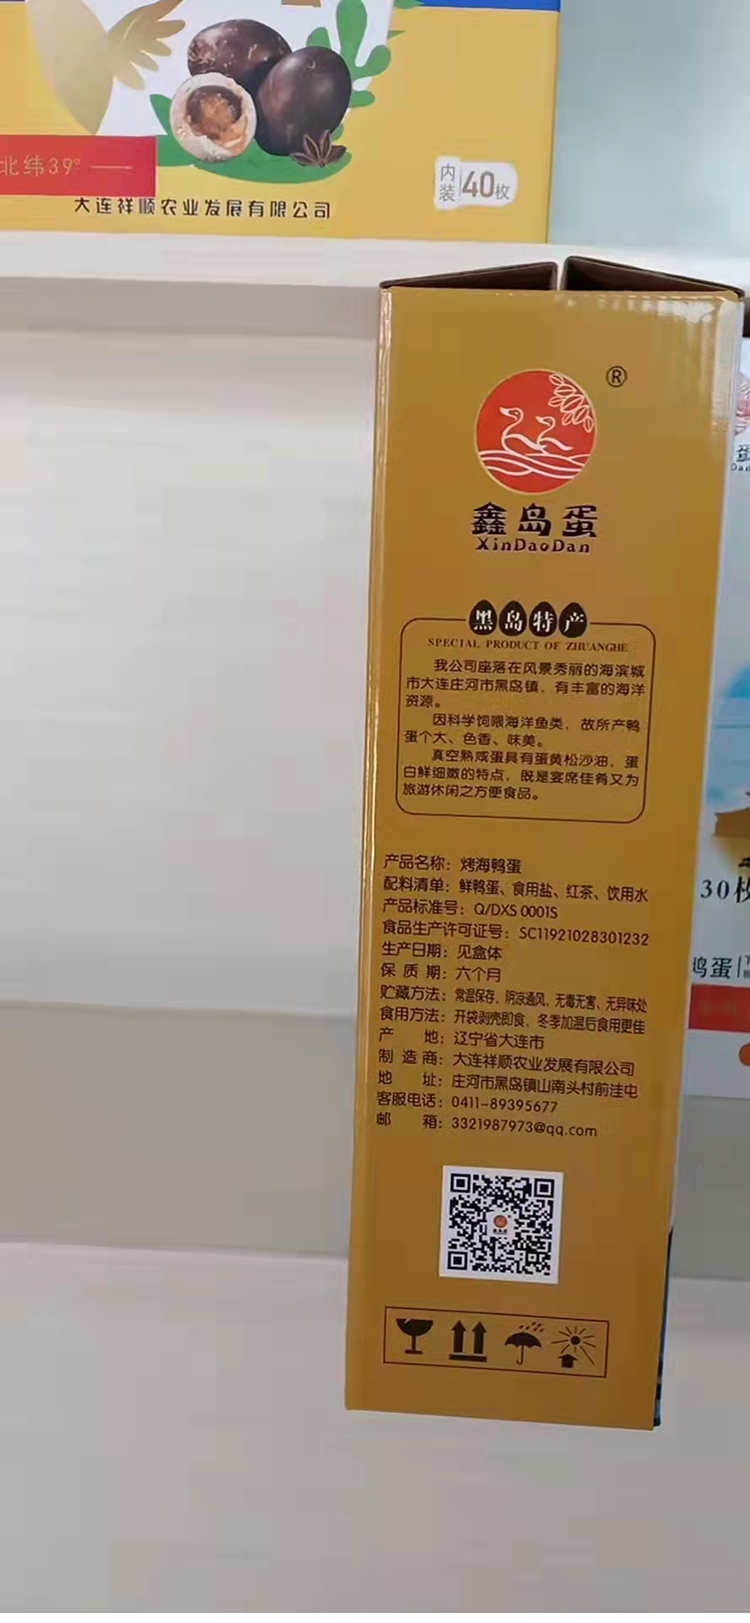 北纬39°
内装40枚
大连祥顺农业发展有限公司
®
鑫岛蛋
XinDaoDan
黑岛特产
SPECIAL PRODUCT OF ZHUANGHE
我公司座落在风景秀丽的海滨城
市大连庄河市黑岛镇，有丰富的海洋
资源。
因科学饲喂海洋鱼类，故所产鸭
蛋个大、色香、味美。
真空熟咸蛋具有蛋黄松沙油，蛋
白鲜细嫩的特点，既是宴席佳肴又为
旅游休闲之方便食品。
产品名称：烤海鸭蛋
配料清单：鲜鸭蛋、食用盐、红茶、饮用水
产品标准号：Q/DXS 0001S
食品生产许可证号：SC11921028301232
生产日期：见盒体
保质期：六个月
贮藏方法：常温保存、阴凉通风、无毒无害、无异味处
食用方法：开袋剥壳即食，冬季加温后食用更佳
产地：辽宁省大连市
制造商：大连祥顺农业发展有限公司
地址：庄河市黑岛镇山南头村前洼屯
客服电话：0411-89395677
邮箱：3321987973@qq.com
30枚
鸭蛋